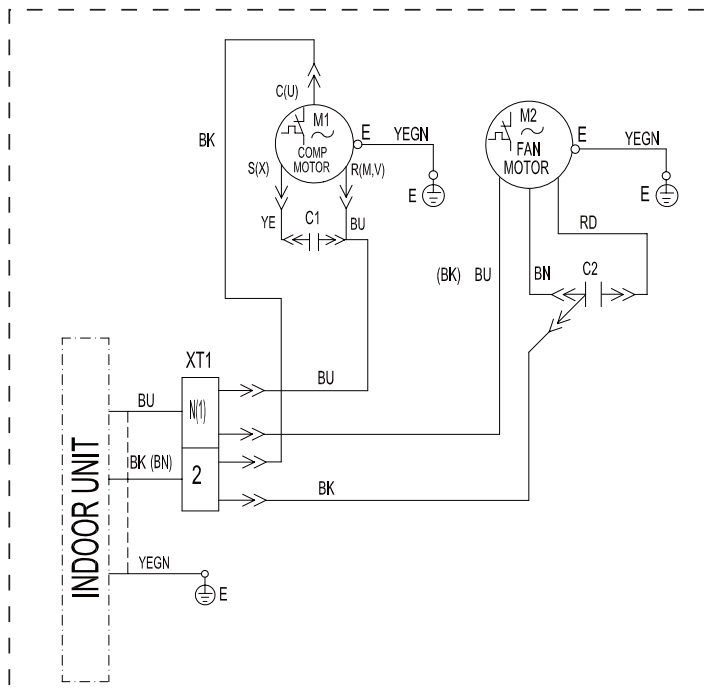 C(U)
M1
COMP
MOTOR
E
YEGN
E
BK
S(X)
R(M,V)
YE
C1
BU
M2
FAN
MOTOR
E
YEGN
E
RD
(BK) BU
BN
C2
XT1
BU
N(1)
BU
BK (BN)
2
BK
YEGN
E
INDOOR UNIT